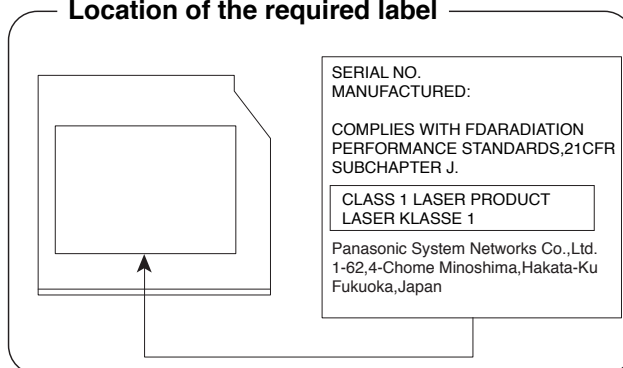 Location of the required label
SERIAL NO.
MANUFACTURED:
COMPLIES WITH FDARADIATION
PERFORMANCE STANDARDS,21CFR
SUBCHAPTER J.
CLASS 1 LASER PRODUCT
LASER KLASSE 1
Panasonic System Networks Co.,Ltd.
1-62,4-Chome Minoshima,Hakata-Ku
Fukuoka,Japan